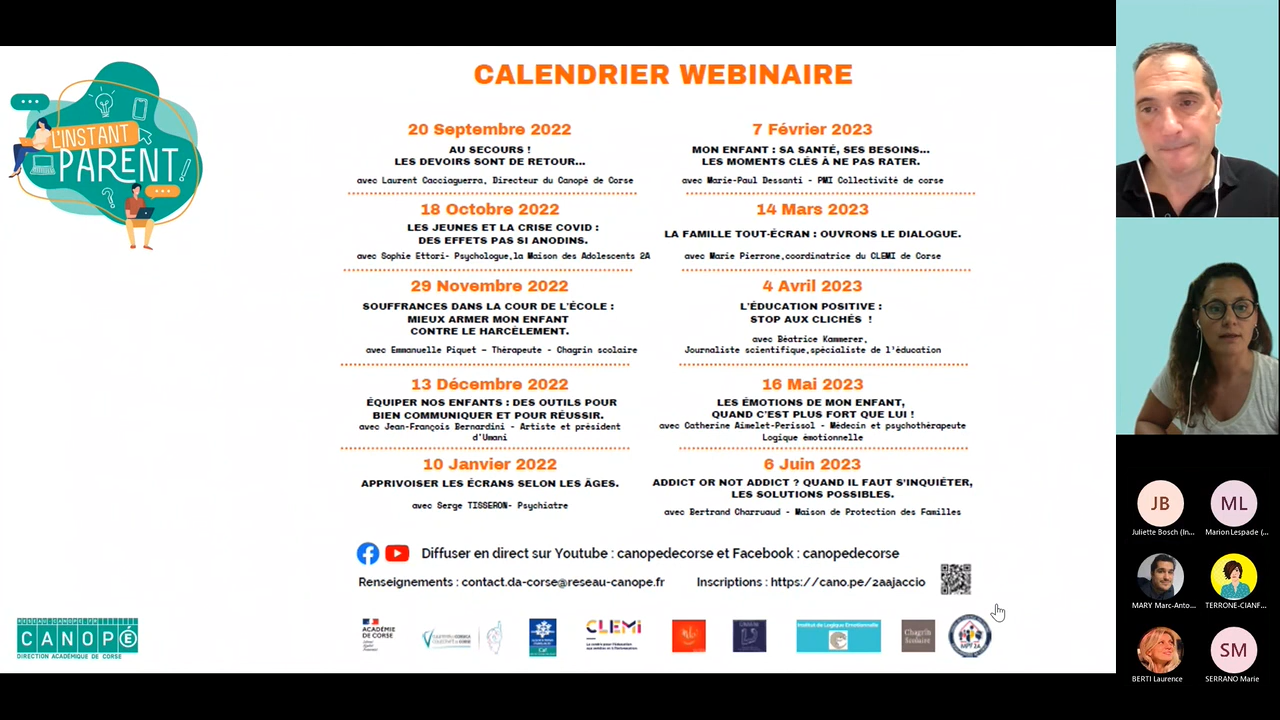 CALENDRIER WEBINAIRE
L'INSTANT
PARENT
20 Septembre 2022
AU SECOURS !
LES DEVOIRS SONT DE RETOUR...
avec Laurent Cacciaguerra, Directeur du Canopé de Corse
18 Octobre 2022
LES JEUNES ET LA CRISE COVID :
DES EFFETS PAS SI ANODINS.
avec Sophie Ettori- Psychologue,la Maison des Adolescents 2A
29 Novembre 2022
SOUFFRANCES DANS LA COUR DE L'ÉCOLE :
MIEUX ARMER MON ENFANT
CONTRE LE HARCÈLEMENT.
avec Emmanuelle Piquet – Thérapeute - Chagrin scolaire
13 Décembre 2022
ÉQUIPER NOS ENFANTS : DES OUTILS POUR
BIEN COMMUNIQUER ET POUR RÉUSSIR.
avec Jean-François Bernardini - Artiste et président
d'Umani
10 Janvier 2022
APPRIVOISER LES ÉCRANS SELON LES ÂGES.
avec Serge TISSERON- Psychiatre
7 Février 2023
MON ENFANT : SA SANTÉ, SES BESOINS...
LES MOMENTS CLÉS À NE PAS RATER.
avec Marie-Paul Dessanti - PMI Collectivité de corse
14 Mars 2023
LA FAMILLE TOUT-ÉCRAN : OUVRONS LE DIALOGUE.
avec Marie Pierrone,coordinatrice du CLEMI de Corse
4 Avril 2023
L'ÉDUCATION POSITIVE :
STOP AUX CLICHÉS !
avec Béatrice Kammerer,
Journaliste scientifique,spécialiste de l'éducation
16 Mai 2023
LES ÉMOTIONS DE MON ENFANT,
QUAND C'EST PLUS FORT QUE LUI !
avec Catherine Aimelet-Perissol - Médecin et psychothérapeute
Logique émotionnelle
6 Juin 2023
ADDICT OR NOT ADDICT ? QUAND IL FAUT S'INQUIÉTER,
LES SOLUTIONS POSSIBLES.
avec Bertrand Charruaud - Maison de Protection des Familles
Diffuser en direct sur Youtube : canopedecorse et Facebook : canopedecorse
Renseignements : contact.da-corse@reseau-canope.fr
Inscriptions : https://cano.pe/2aajaccio
CANOPÉ
DIRECTION ACADÉMIQUE DE CORSE
ACADÉMIE
DE CORSE
Caf
CLEMI
Institut de Logique Émotionnelle
Chagrin
Scolaire
MPF 2A
JB
Juliette Bosch (In...
ML
Marion Lespade (...
MARY Marc-Anto...
TERRONE-CIANF...
BERTI Laurence
SM
SERRANO Marie